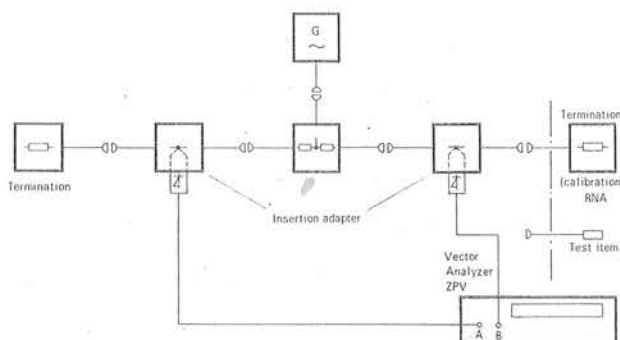 G
Termination
Termination
(calibration
RNA
Insertion adapter
Test item
Vector
Analyzer
ZPV
A B